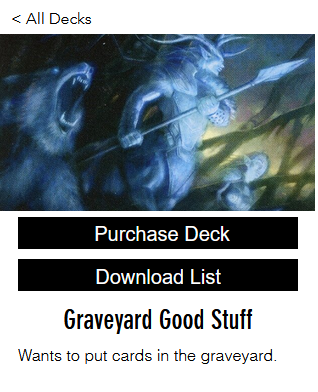 < All Decks
Purchase Deck
Download List
Graveyard Good Stuff
Wants to put cards in the graveyard.